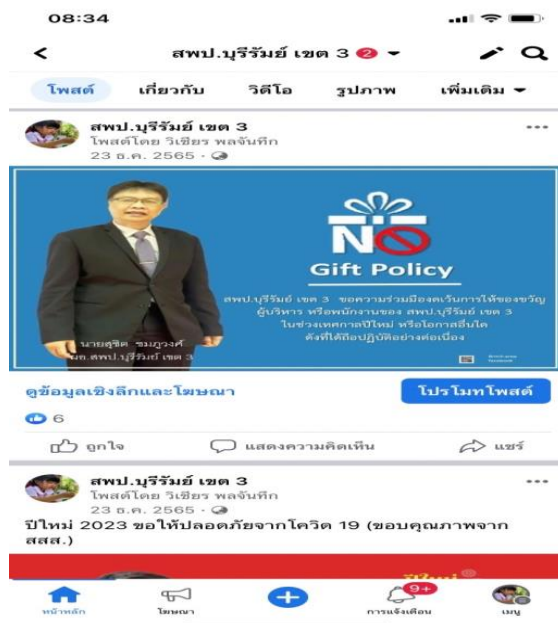 08:34
สพป.บุรีรัมย์ เขต 3 2
โพสต์ เกี่ยวกับ วิดีโอ รูปภาพ เพิ่มเติม
สพป.บุรีรัมย์ เขต 3
โพสต์โดย วิเชียร พลจันทึก
23 ธ.ค. 2565
NO
Gift Policy
สพป.บุรีรัมย์ เขต 3 ขอความร่วมมืองดเว้นการให้ของขวัญ
ผู้บริหาร หรือพนักงานของ สพป.บุรีรัมย์ เขต 3
ในช่วงเทศกาลปีใหม่ หรือโอกาสอื่นใด
ดังที่ได้ถือปฏิบัติอย่างต่อเนื่อง
นายสุชิต ชมภูวงศ์
ผอ.สพป.บุรีรัมย์ เขต 3
ดูข้อมูลเชิงลึกและโฆษณา
โปรโมทโพสต์
6
ถูกใจ แสดงความคิดเห็น แชร์
สพป.บุรีรัมย์ เขต 3
โพสต์โดย วิเชียร พลจันทึก
23 ธ.ค. 2565
ปีใหม่ 2023 ขอให้ปลอดภัยจากโควิด 19 (ขอบคุณภาพจาก
สสส.)
9+
หน้าหลัก โฆษณา การแจ้งเตือน เมนู